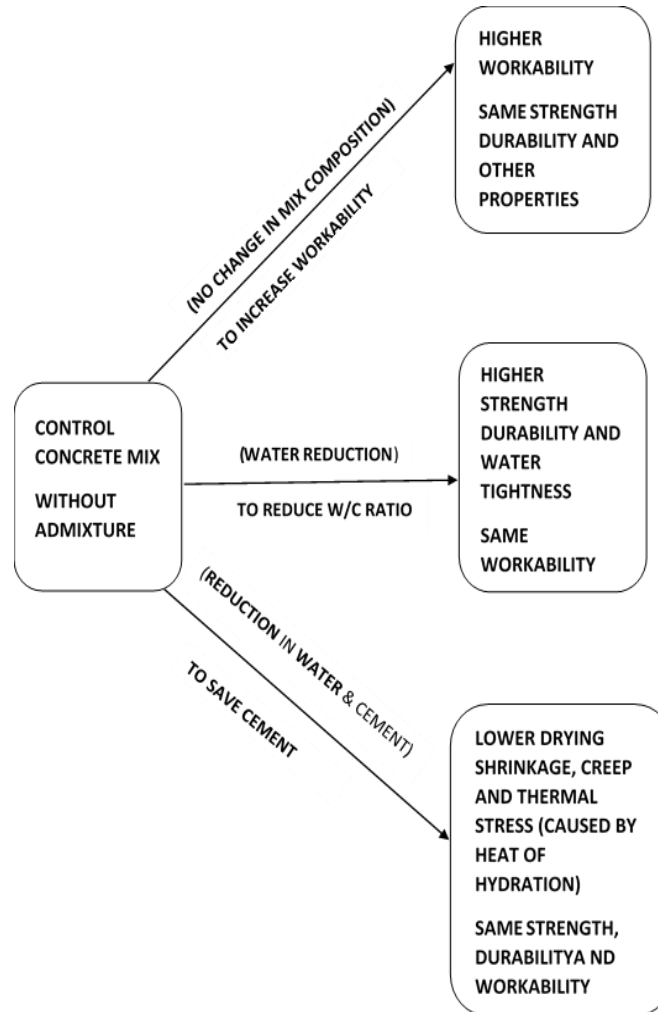 HIGHER
WORKABILITY
SAME STRENGTH
DURABILITY AND
OTHER
PROPERTIES
(NO CHANGE IN MIX COMPOSITION)
TO INCREASE WORKABILITY
CONTROL
CONCRETE MIX
WITHOUT
ADMIXTURE
(WATER REDUCTION)
TO REDUCE W/C RATIO
HIGHER
STRENGTH
DURABILITY AND
WATER
TIGHTNESS
SAME
WORKABILITY
(REDUCTION IN WATER & CEMENT)
TO SAVE CEMENT
LOWER DRYING
SHRINKAGE, CREEP
AND THERMAL
STRESS (CAUSED BY
HEAT OF
HYDRATION)
SAME STRENGTH,
DURABILITYA ND
WORKABILITY